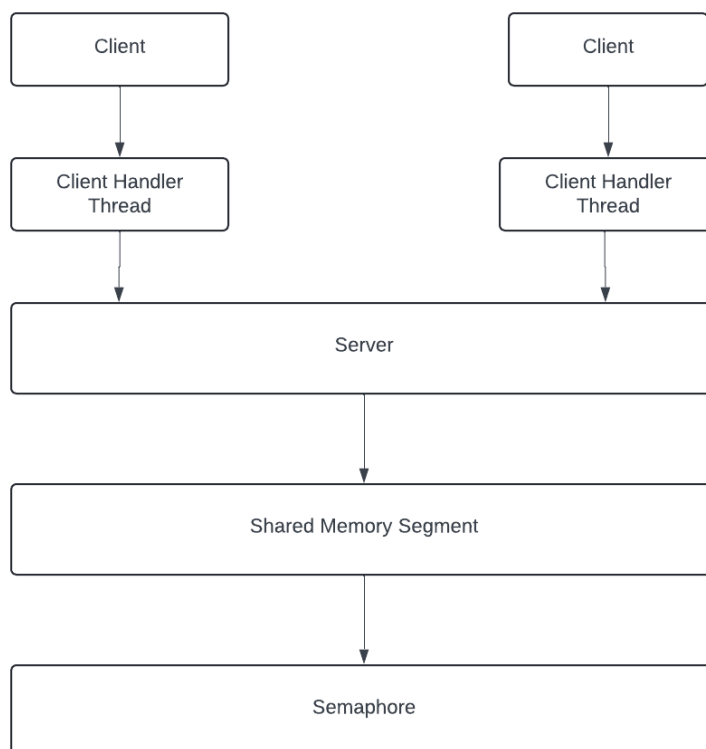 Client
Client
Client Handler
Thread
Client Handler
Thread
Server
Shared Memory Segment
Semaphore